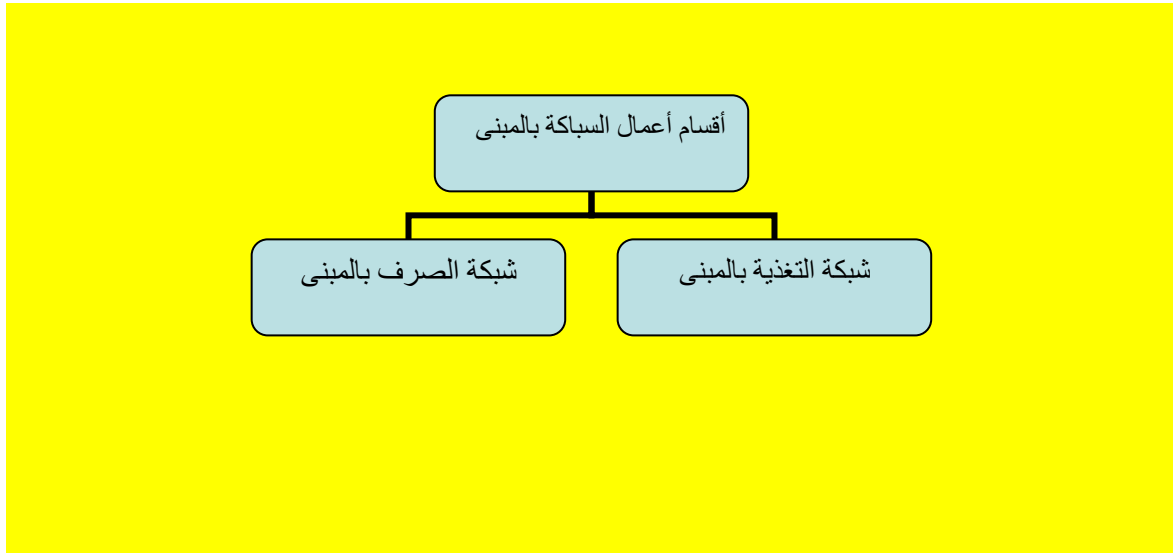 أقسام أعمال السباكة بالمبنى
شبكة التغذية بالمبنى
شبكة الصرف بالمبنى